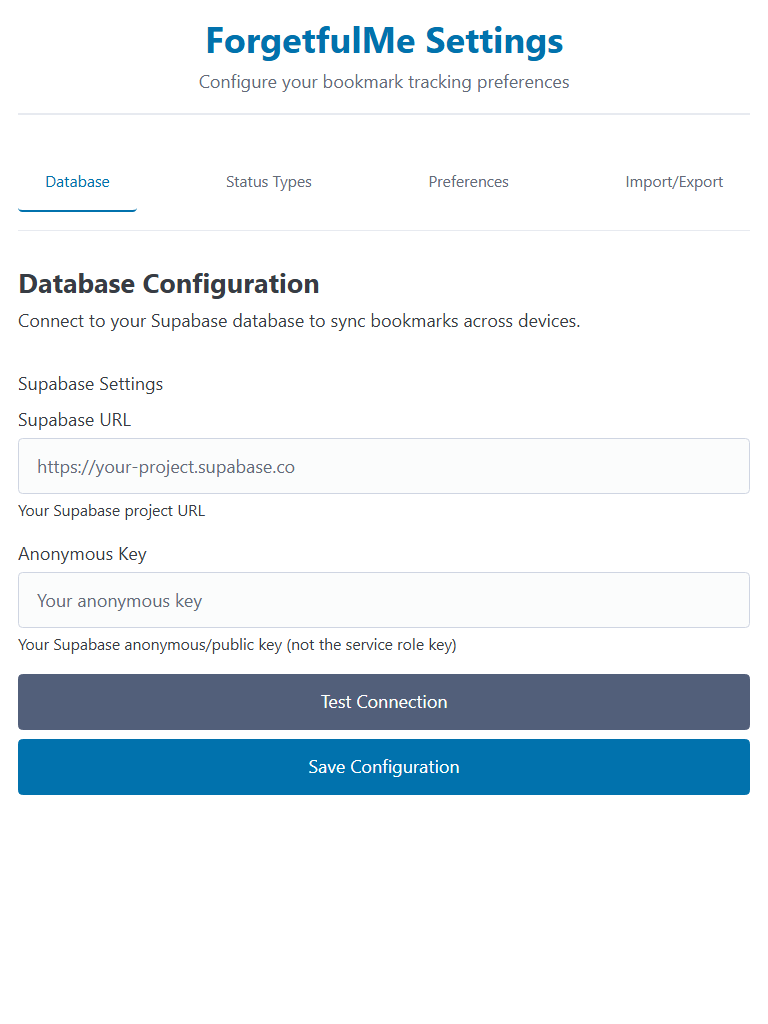 ForgetfulMe Settings
Configure your bookmark tracking preferences
Database Status Types Preferences Import/Export
Database Configuration
Connect to your Supabase database to sync bookmarks across devices.
Supabase Settings
Supabase URL
https://your-project.supabase.co
Your Supabase project URL
Anonymous Key
Your anonymous key
Your Supabase anonymous/public key (not the service role key)
Test Connection
Save Configuration